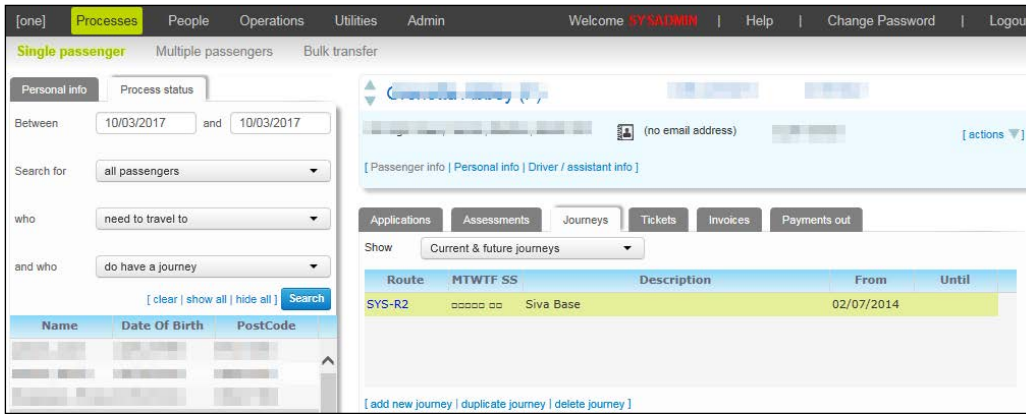 [one] Processes People Operations Utilities Admin Welcome SYSADMIN | Help | Change Password | Logou
Single passenger Multiple passengers Bulk transfer
Personal info Process status
Between 10/03/2017 and 10/03/2017
Search for all passengers
who need to travel to
and who do have a journey
[ clear | show all | hide all ] Search
Name Date Of Birth PostCode
(no email address) [ actions ]
[ Passenger info | Personal info | Driver / assistant info ]
Applications Assessments Journeys Tickets Invoices Payments out
Show Current & future journeys
Route MTWTF SS Description From Until
SYS-R2 □□□□□ □□ Siva Base 02/07/2014
[ add new journey | duplicate journey | delete journey ]